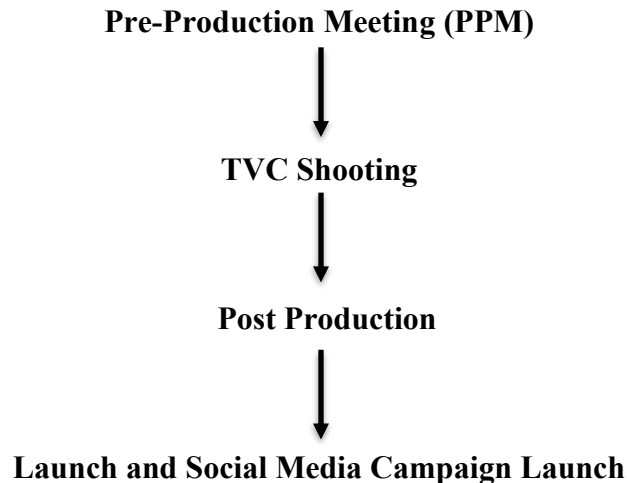 Pre-Production Meeting (PPM)
TVC Shooting
Post Production
Launch and Social Media Campaign Launch